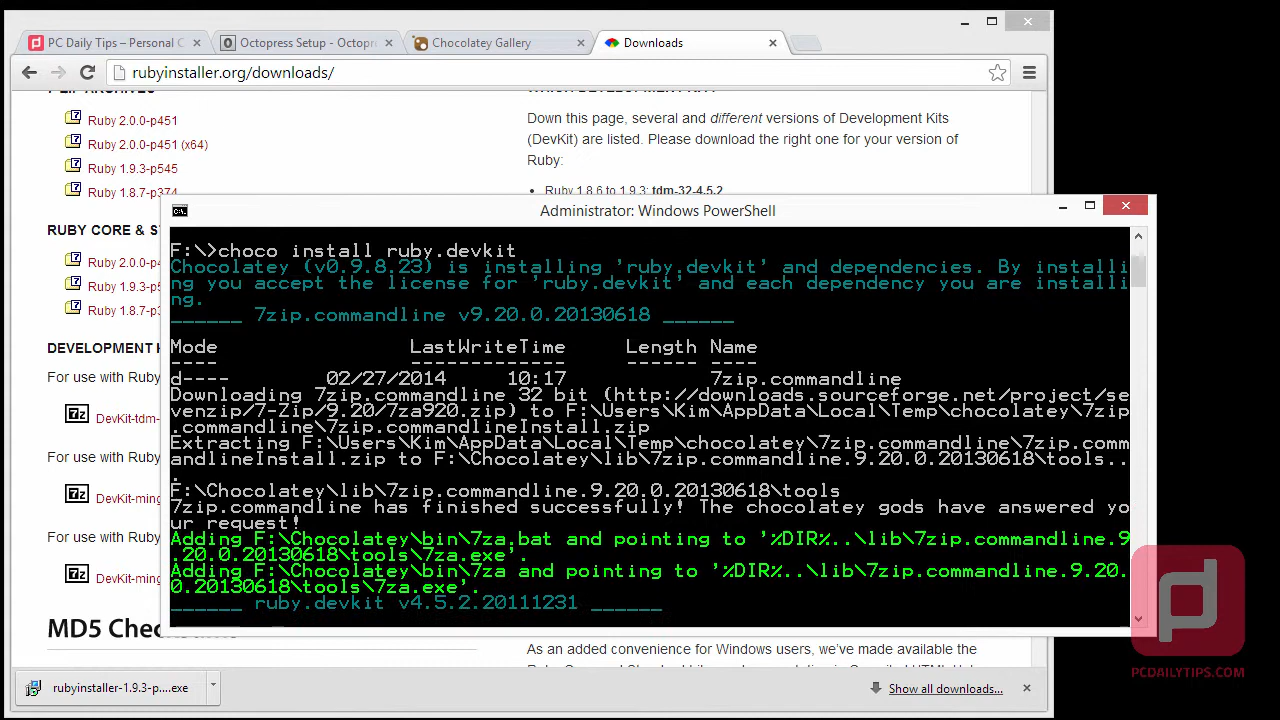 PC Daily Tips – Personal C
Octopress Setup - Octopr
Chocolatey Gallery
Downloads
rubyinstaller.org/downloads/
Ruby 2.0.0-p451
Ruby 2.0.0-p451 (x64)
Ruby 1.9.3-p545
Ruby 1.8.7-p374
RUBY CORE & S
Ruby 2.0.
Ruby 1.9.
Ruby 1.8.
DEVELOPMENT
For use with Ruby
DevKit-tdm-
For use with Ruby
DevKit-ming
For use with Ruby
DevKit-ming
Down this page, several and different versions of Development Kits
(DevKit) are listed. Please download the right one for your version of
Ruby:
• Ruby 1.8.6 to 1.9.3: tdm-32-4.5.2
Administrator: Windows PowerShell
F:\>choco install ruby.devkit
Chocolatey (v0.9.8.23) is installing 'ruby.devkit' and dependencies. By installi
ng you accept the license for 'ruby.devkit' and each dependency you are installi
ng.
______ 7zip.commandline v9.20.0.20130618 ______
Mode LastWriteTime Length Name
---- ------------- ------ ----
d---- 02/27/2014 10:17 7zip.commandline
Downloading 7zip.commandline 32 bit (http://downloads.sourceforge.net/project/se
venzip/7-Zip/9.20/7za920.zip) to F:\Users\Kim\AppData\Local\Temp\chocolatey\7zip
.commandline\7zip.commandlineInstall.zip
Extracting F:\Users\Kim\AppData\Local\Temp\chocolatey\7zip.commandline\7zip.comm
andlineInstall.zip to F:\Chocolatey\lib\7zip.commandline.9.20.0.20130618\tools..
.
F:\Chocolatey\lib\7zip.commandline.9.20.0.20130618\tools
7zip.commandline has finished successfully! The chocolatey gods have answered yo
ur request!
Adding F:\Chocolatey\bin\7za.bat and pointing to '%DIR%..\lib\7zip.commandline.9
.20.0.20130618\tools\7za.exe'.
Adding F:\Chocolatey\bin\7za and pointing to '%DIR%..\lib\7zip.commandline.9.20.
0.20130618\tools\7za.exe'.
______ ruby.devkit v4.5.2.20111231 ______
MD5
As an added convenience for Windows users, we've made available the
rubyinstaller-1.9.3-p....exe
Show all downloads...
PCDAILYTIPS.COM